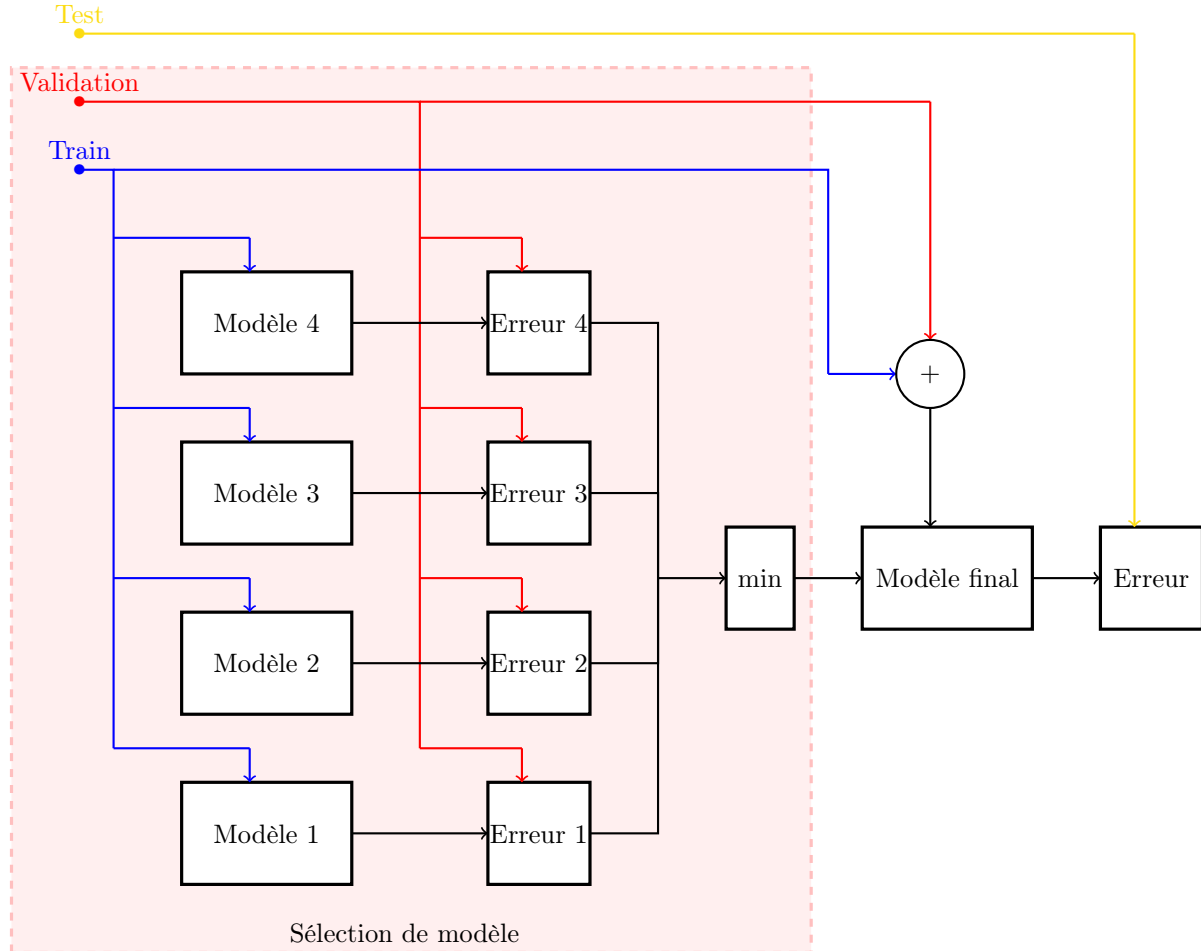 Test
Validation
Train
Modèle 4
Erreur 4
+
Modèle 3
Erreur 3
min
Modèle final
Erreur
Modèle 2
Erreur 2
Modèle 1
Erreur 1
Sélection de modèle